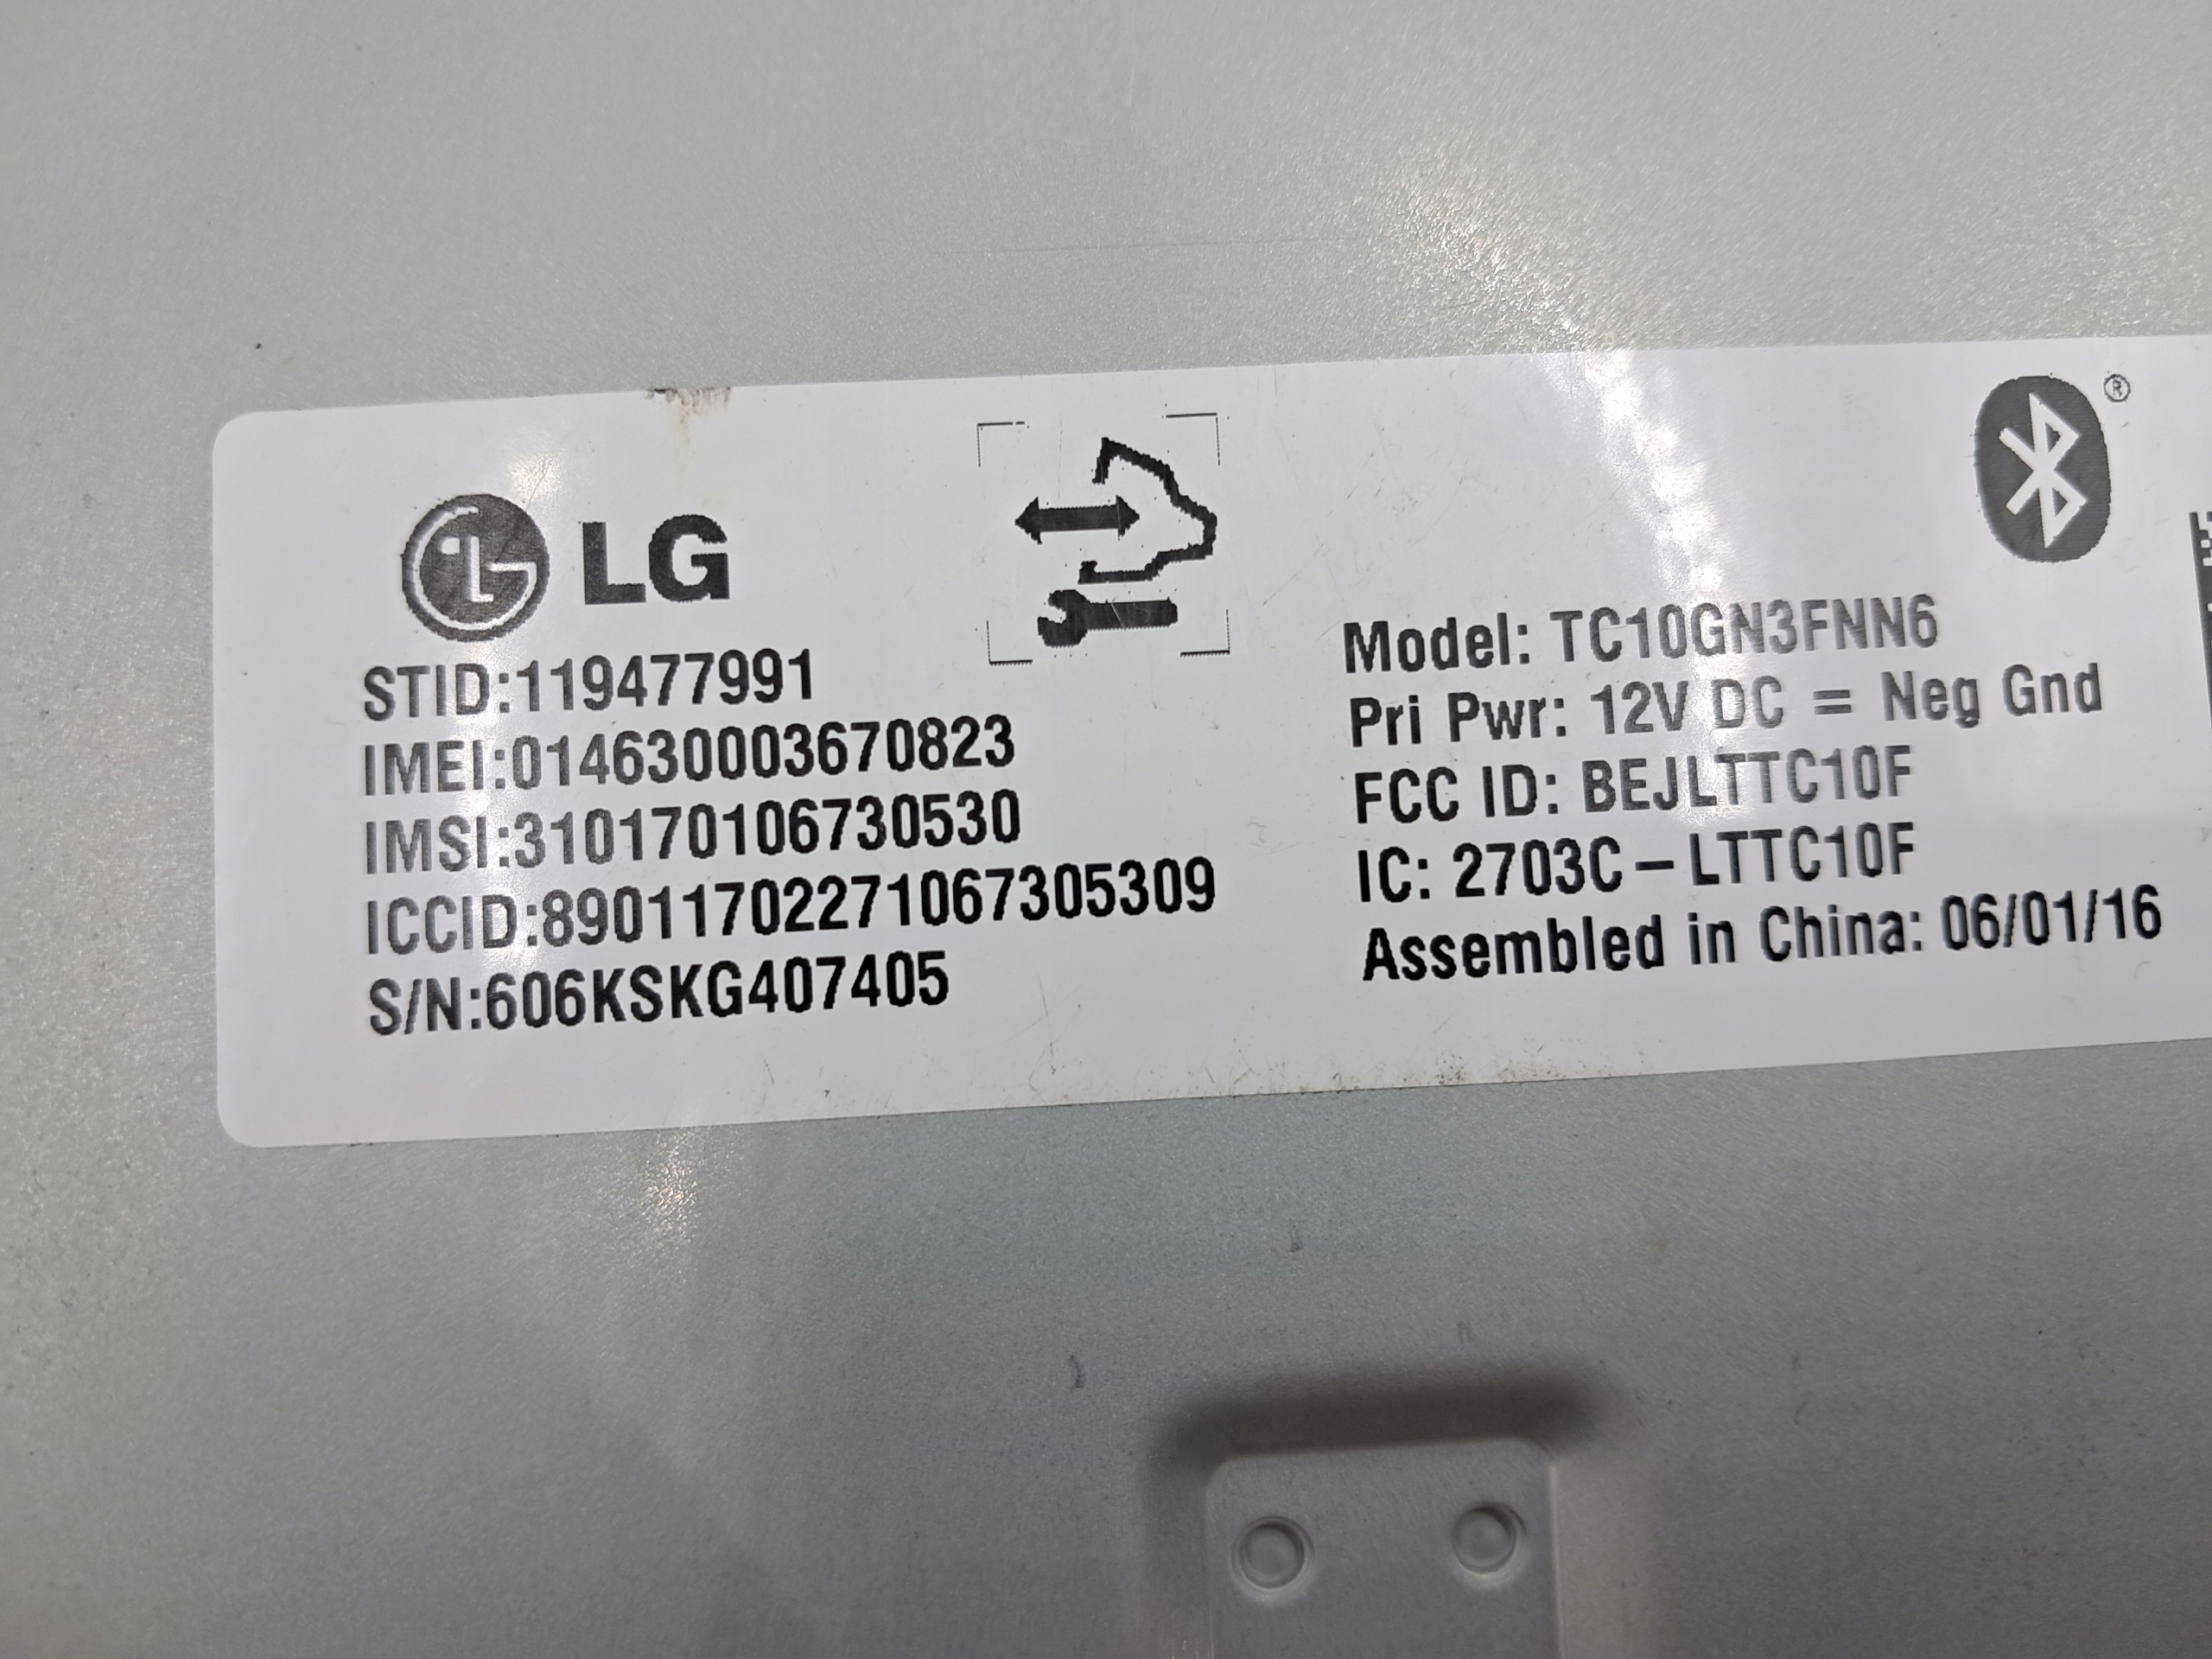 LG
STID:119477991
IMEI:014630003670823
IMSI:310170106730530
ICCID:89011702271067305309
S/N:606KSKG407405
®
Model: TC10GN3FNN6
Pri Pwr: 12V DC = Neg Gnd
FCC ID: BEJLTTC10F
IC: 2703C-LTTC10F
Assembled in China: 06/01/16